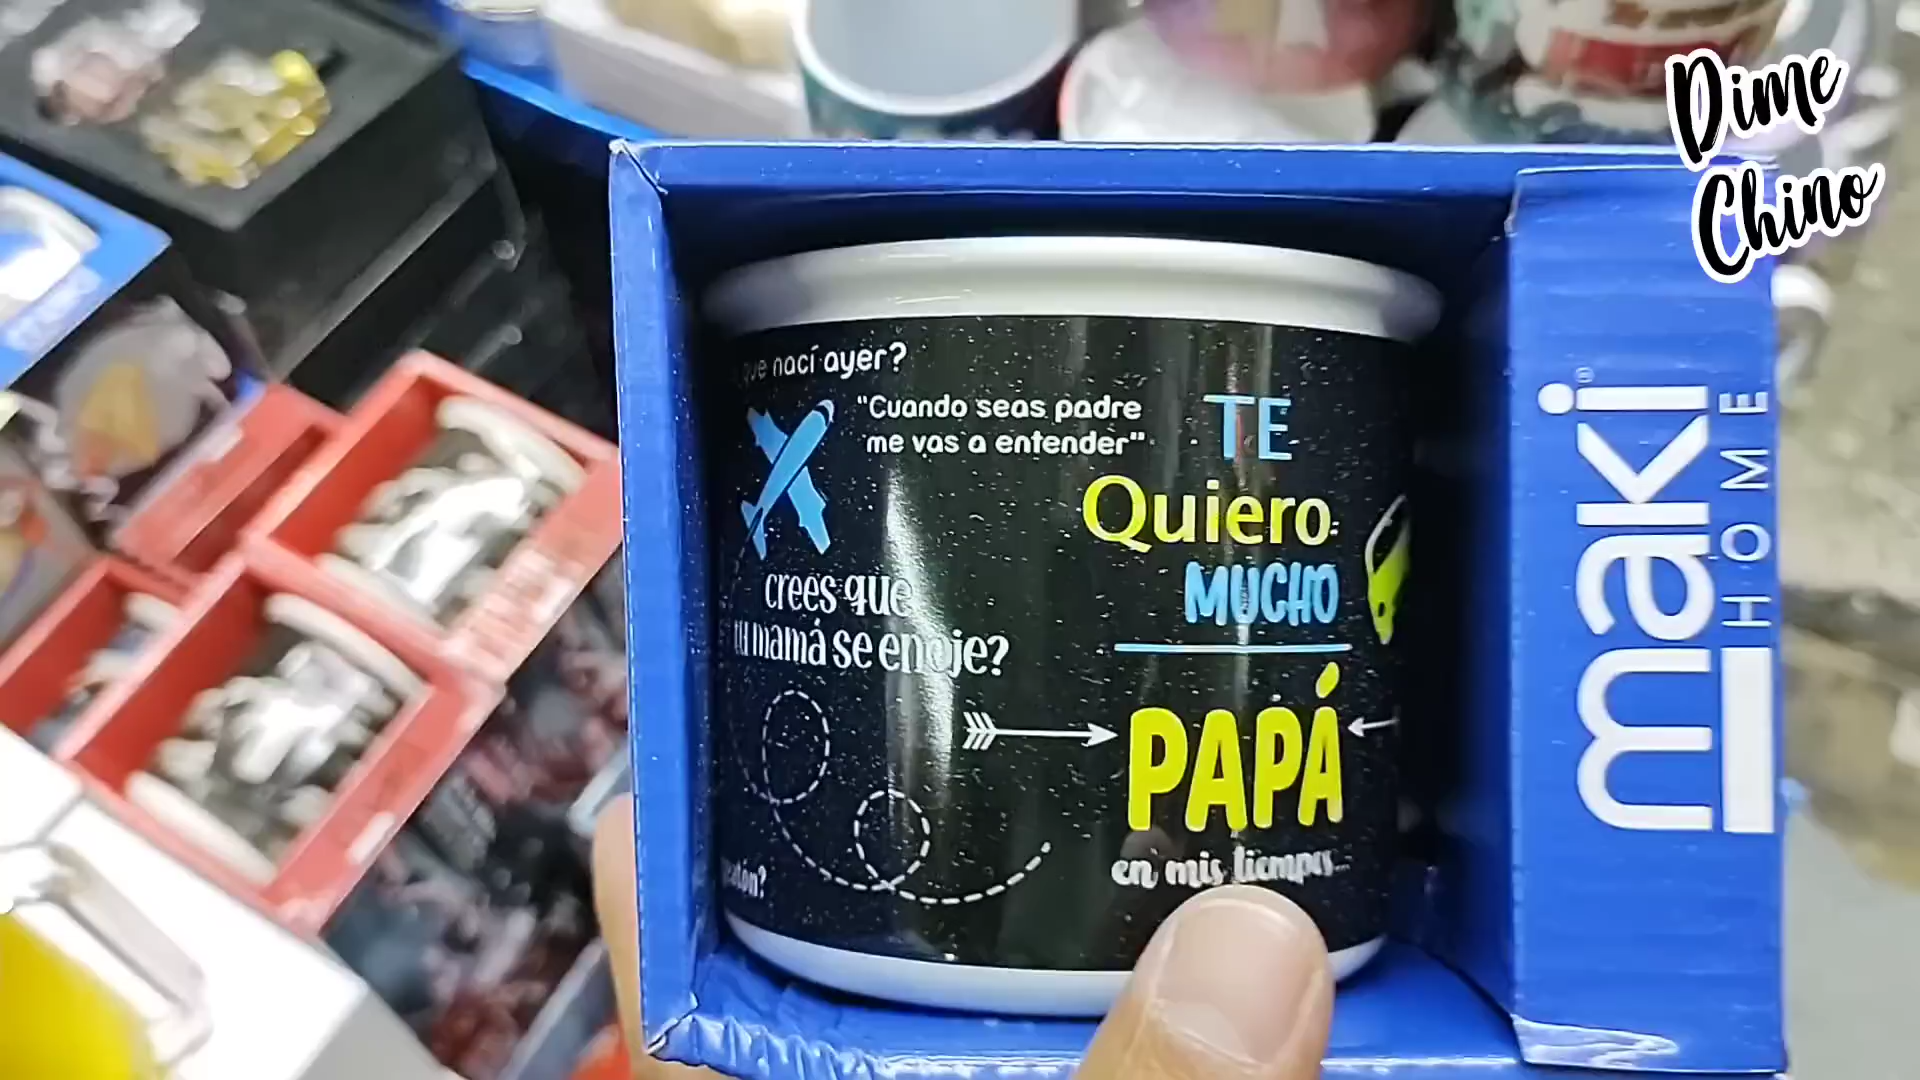 Dime
Chino
que nací ayer?
"Cuando seas padre
me vas a entender"
TE
Quiero
MUCHO
PAPÁ
en mis tiempos...
crees que
tu mamá se enoje?
maki®
HOME